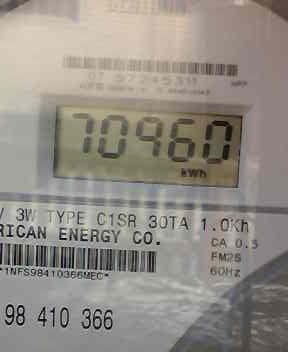 70960
kWh
V 3W TYPE C1SR 30TA 1.0Kh
RICAN ENERGY CO.
CA 0.5
FM2S
*1NFS98410366MEC*
60Hz
98 410 366